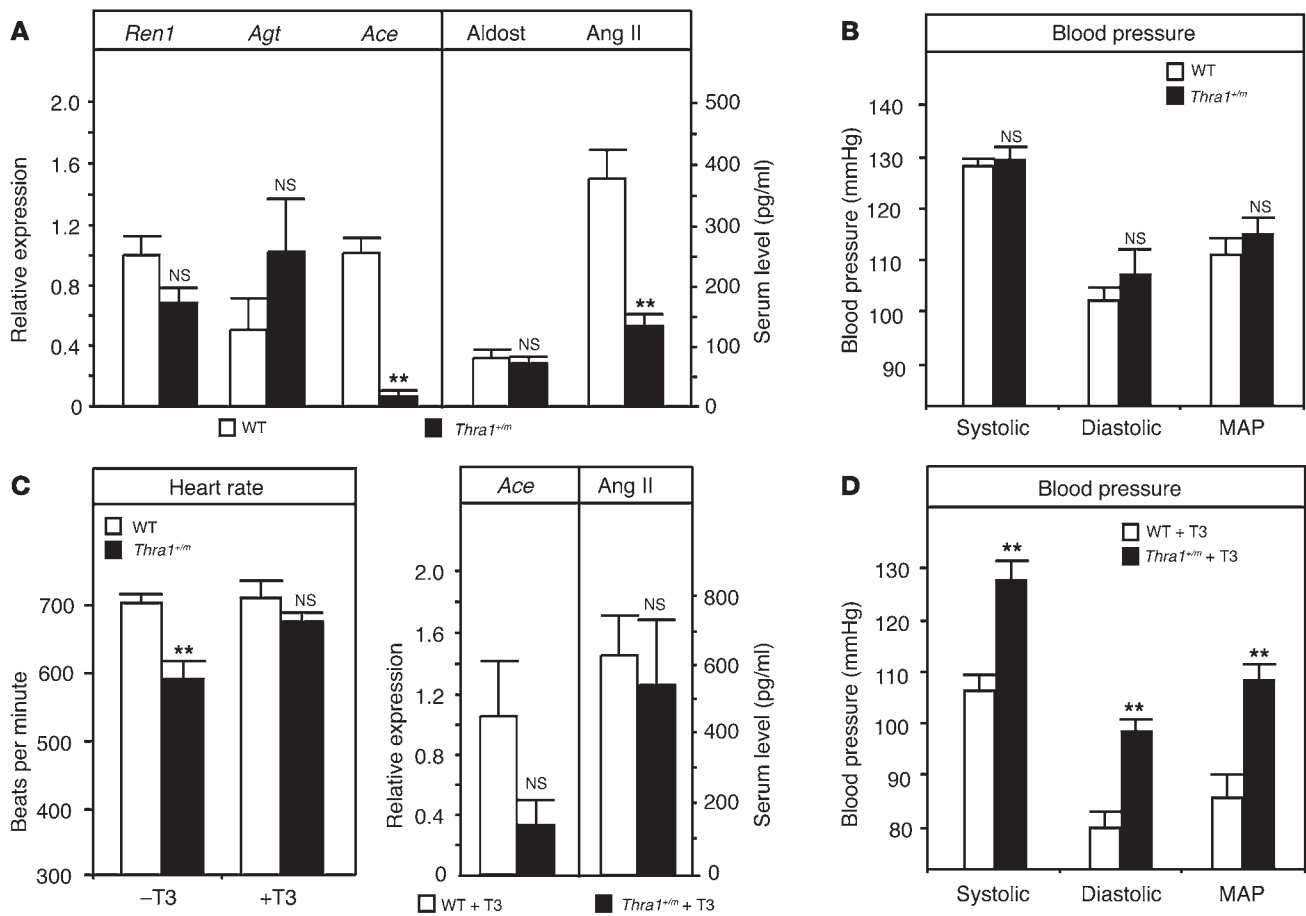 A
Ren1 Agt Ace Aldost Ang II
Relative expression
2.0
1.6
1.2
0.8
0.4
0
NS
NS
**
NS
**
500
400
300
200
100
0
Serum level (pg/ml)
WT Thra1+/m
B
Blood pressure
WT
Thra1+/m
Blood pressure (mmHg)
140
130
120
110
100
90
NS
NS
NS
Systolic Diastolic MAP
C
Heart rate
WT
Thra1+/m
Beats per minute
700
600
500
400
300
**
NS
–T3 +T3
Ace Ang II
Relative expression
2.0
1.6
1.2
0.8
0.4
0
NS
NS
800
600
400
200
0
Serum level (pg/ml)
WT + T3 Thra1+/m + T3
D
Blood pressure
WT + T3
Thra1+/m + T3
Blood pressure (mmHg)
130
120
110
100
90
80
**
**
**
Systolic Diastolic MAP